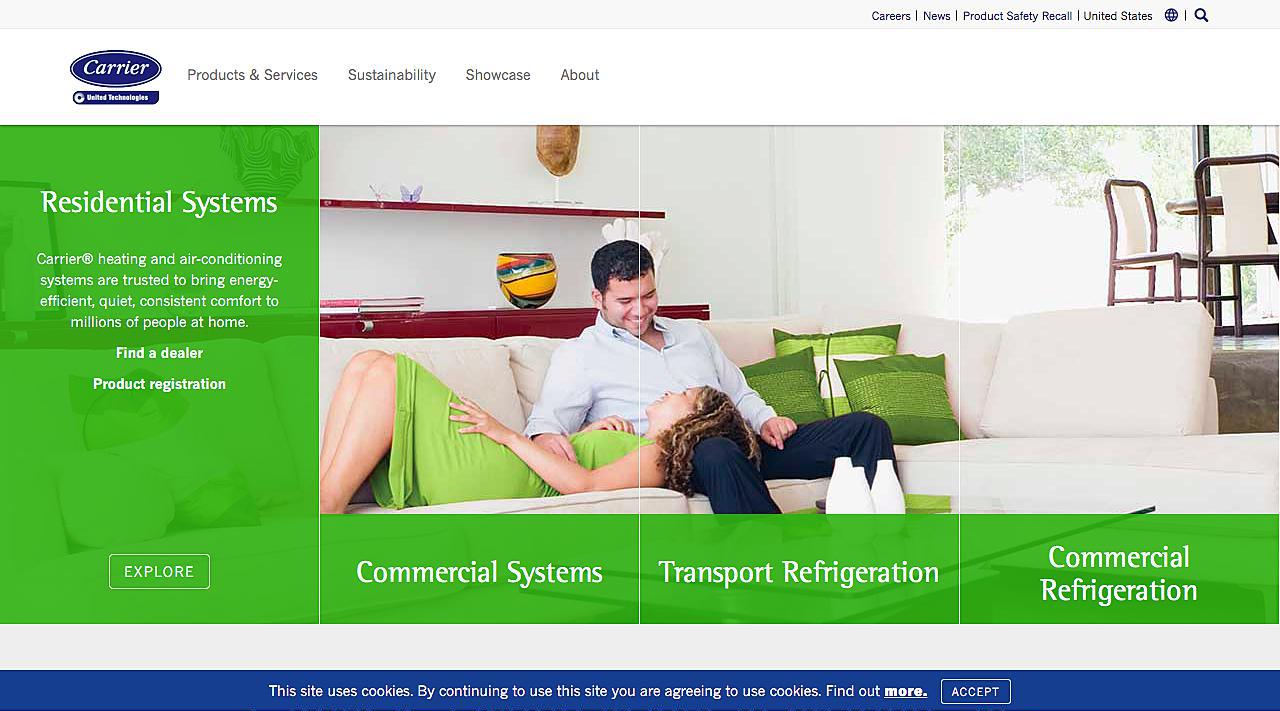 Careers | News | Product Safety Recall | United States |
Carrier
United Technologies
Products & Services Sustainability Showcase About
Residential Systems
Carrier® heating and air-conditioning
systems are trusted to bring energy-
efficient, quiet, consistent comfort to
millions of people at home.
Find a dealer
Product registration
EXPLORE
Commercial Systems
Transport Refrigeration
Commercial
Refrigeration
This site uses cookies. By continuing to use this site you are agreeing to use cookies. Find out more. ACCEPT